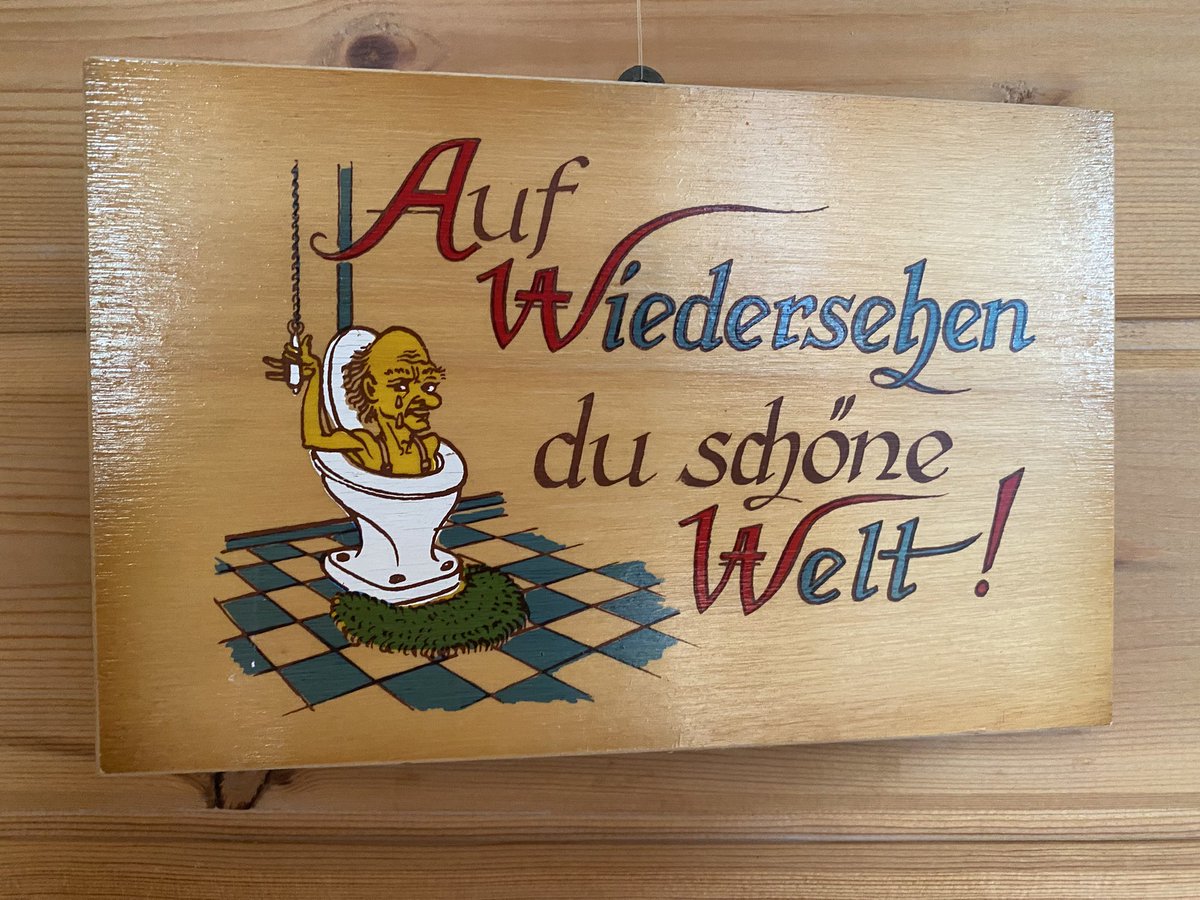 Auf
Wiedersehen
du schöne
Welt!